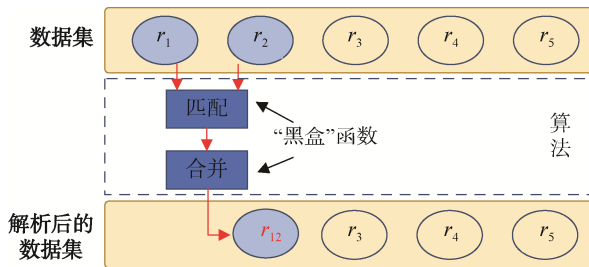 数据集
r1 r2 r3 r4 r5
匹配
“黑盒”函数
算法
合并
解析后的
数据集
r12 r3 r4 r5